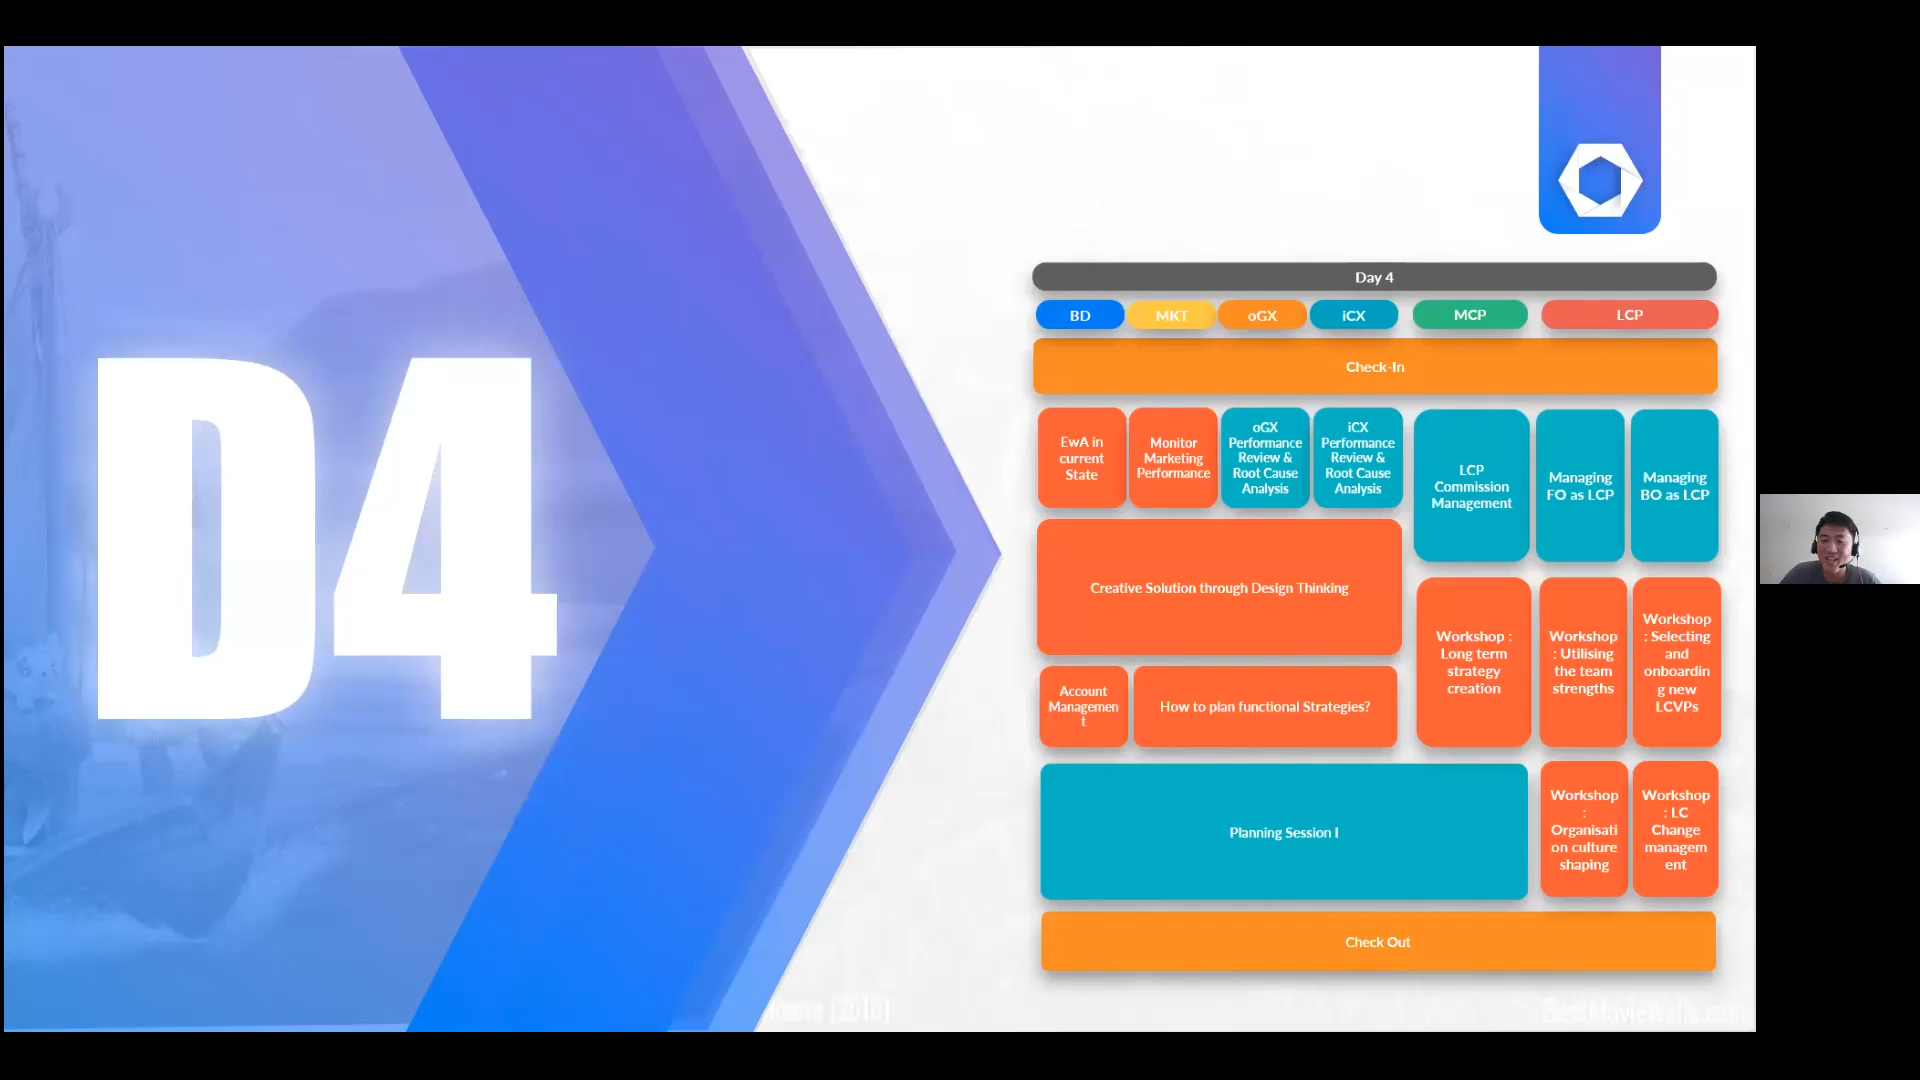 D4
Day 4
BD
MKT
oGX
iCX
MCP
LCP
Check-In
EwA in
current
State
Monitor
Marketing
Performance
oGX
Performance
Review &
Root Cause
Analysis
iCX
Performance
Review &
Root Cause
Analysis
LCP
Commission
Management
Managing
FO as LCP
Managing
BO as LCP
Creative Solution through Design Thinking
Workshop :
Long term
strategy
creation
Workshop
: Utilising
the team
strengths
Workshop
: Selecting
and
onboardin
g new
LCVPs
Account
Managemen
t
How to plan functional Strategies?
Planning Session I
Workshop
:
Organisati
on culture
shaping
Workshop
: LC
Change
managem
ent
Check Out